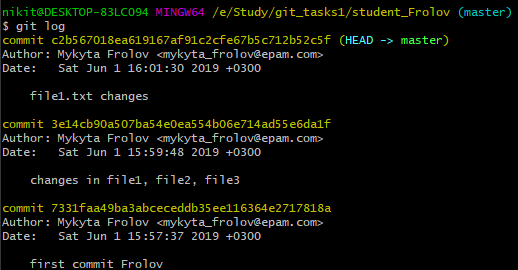 nikit@DESKTOP-83LCO94 MINGW64 /e/Study/git_tasks1/student_Frolov (master)
$ git log
commit c2b567018ea619167af91c2cfe67b5c712b52c5f (HEAD -> master)
Author: Mykyta Frolov <mykyta_frolov@epam.com>
Date:   Sat Jun 1 16:01:30 2019 +0300
    file1.txt changes
commit 3e14cb90a507ba54e0ea554b06e714ad55e6da1f
Author: Mykyta Frolov <mykyta_frolov@epam.com>
Date:   Sat Jun 1 15:59:48 2019 +0300
    changes in file1, file2, file3
commit 7331faa49ba3abcececeddb35ee116364e2717818a
Author: Mykyta Frolov <mykyta_frolov@epam.com>
Date:   Sat Jun 1 15:57:37 2019 +0300
    first commit Frolov